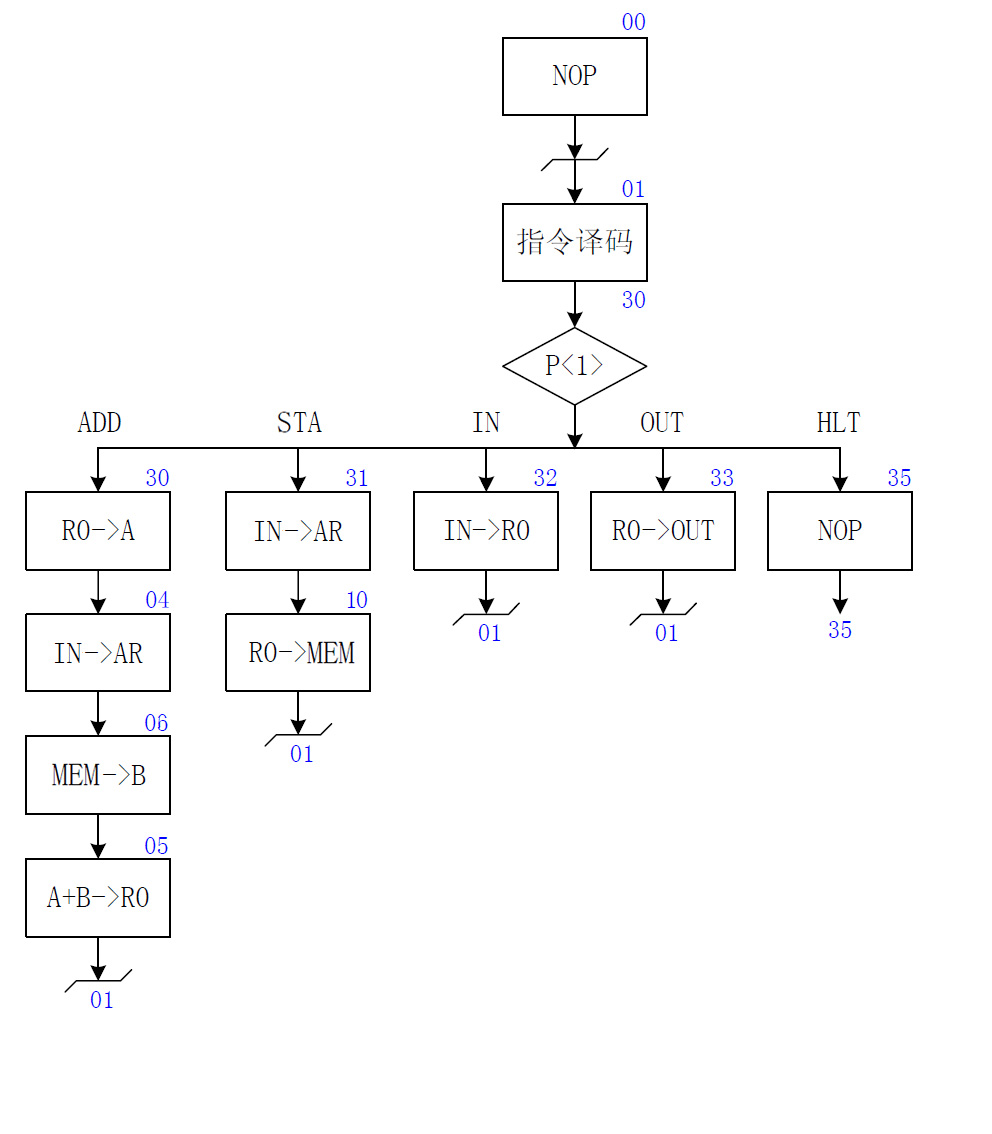 00
NOP
01
指令译码
30
P<1>
ADD STA IN OUT HLT
30 31 32 33 35
R0->A IN->AR IN->R0 R0->OUT NOP
04 10 01 01 35
IN->AR R0->MEM
06 01
MEM->B
05
A+B->R0
01